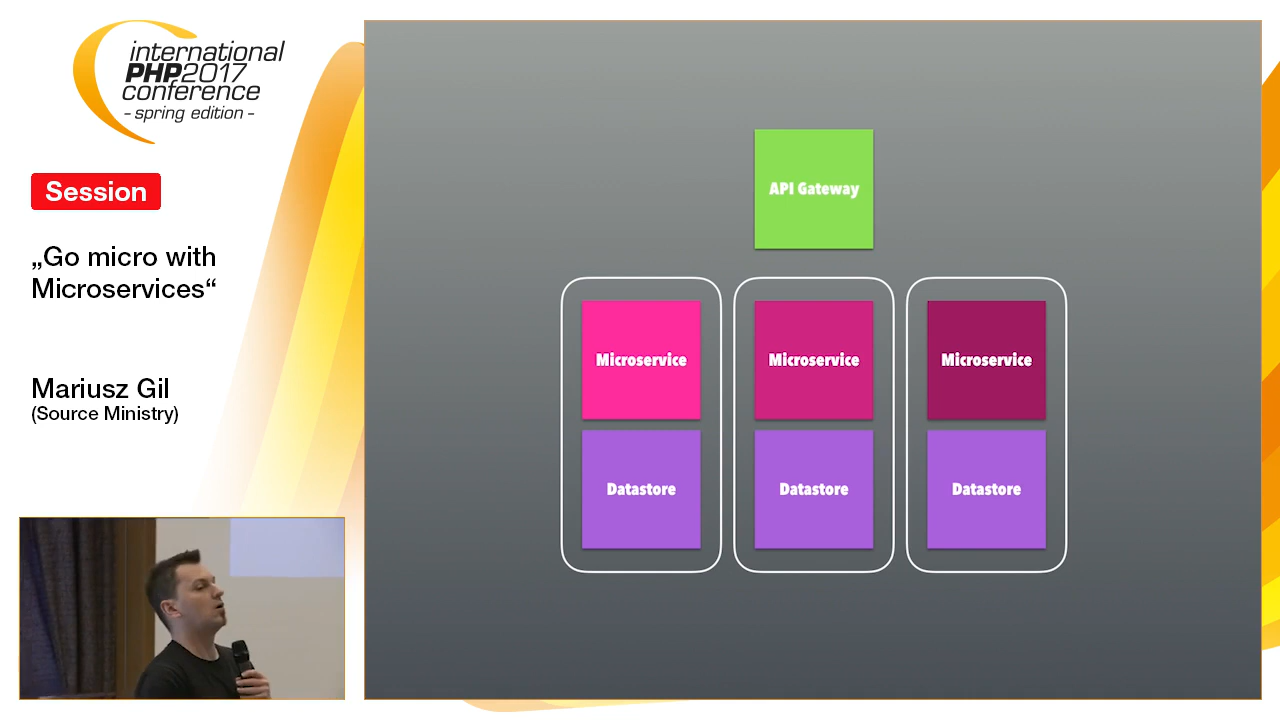 international
PHP2017
conference
- spring edition -
Session
„Go micro with
Microservices“
Mariusz Gil
(Source Ministry)
API Gateway
Microservice
Microservice
Microservice
Datastore
Datastore
Datastore